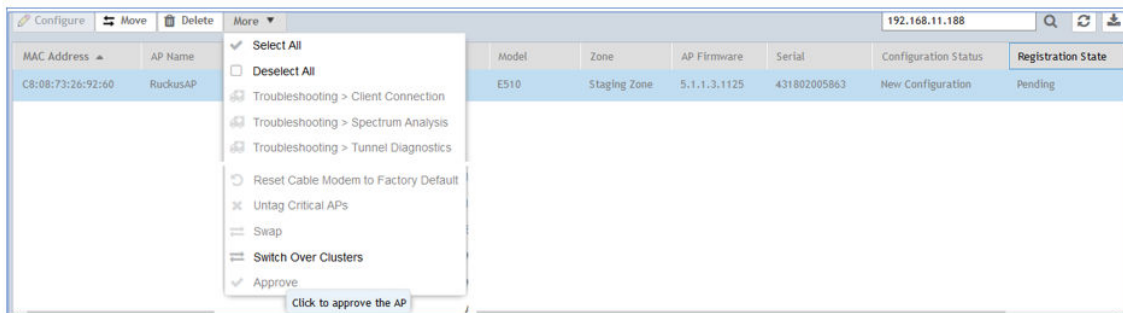 Configure Move Delete More ▼ 192.168.11.188
MAC Address ▲ AP Name Model Zone AP Firmware Serial Configuration Status Registration State
C8:08:73:26:92:60 RuckusAP E510 Staging Zone 5.1.1.3.1125 431802005863 New Configuration Pending
Select All
Deselect All
Troubleshooting > Client Connection
Troubleshooting > Spectrum Analysis
Troubleshooting > Tunnel Diagnostics
Reset Cable Modem to Factory Default
Untag Critical APs
Swap
Switch Over Clusters
Approve
Click to approve the AP